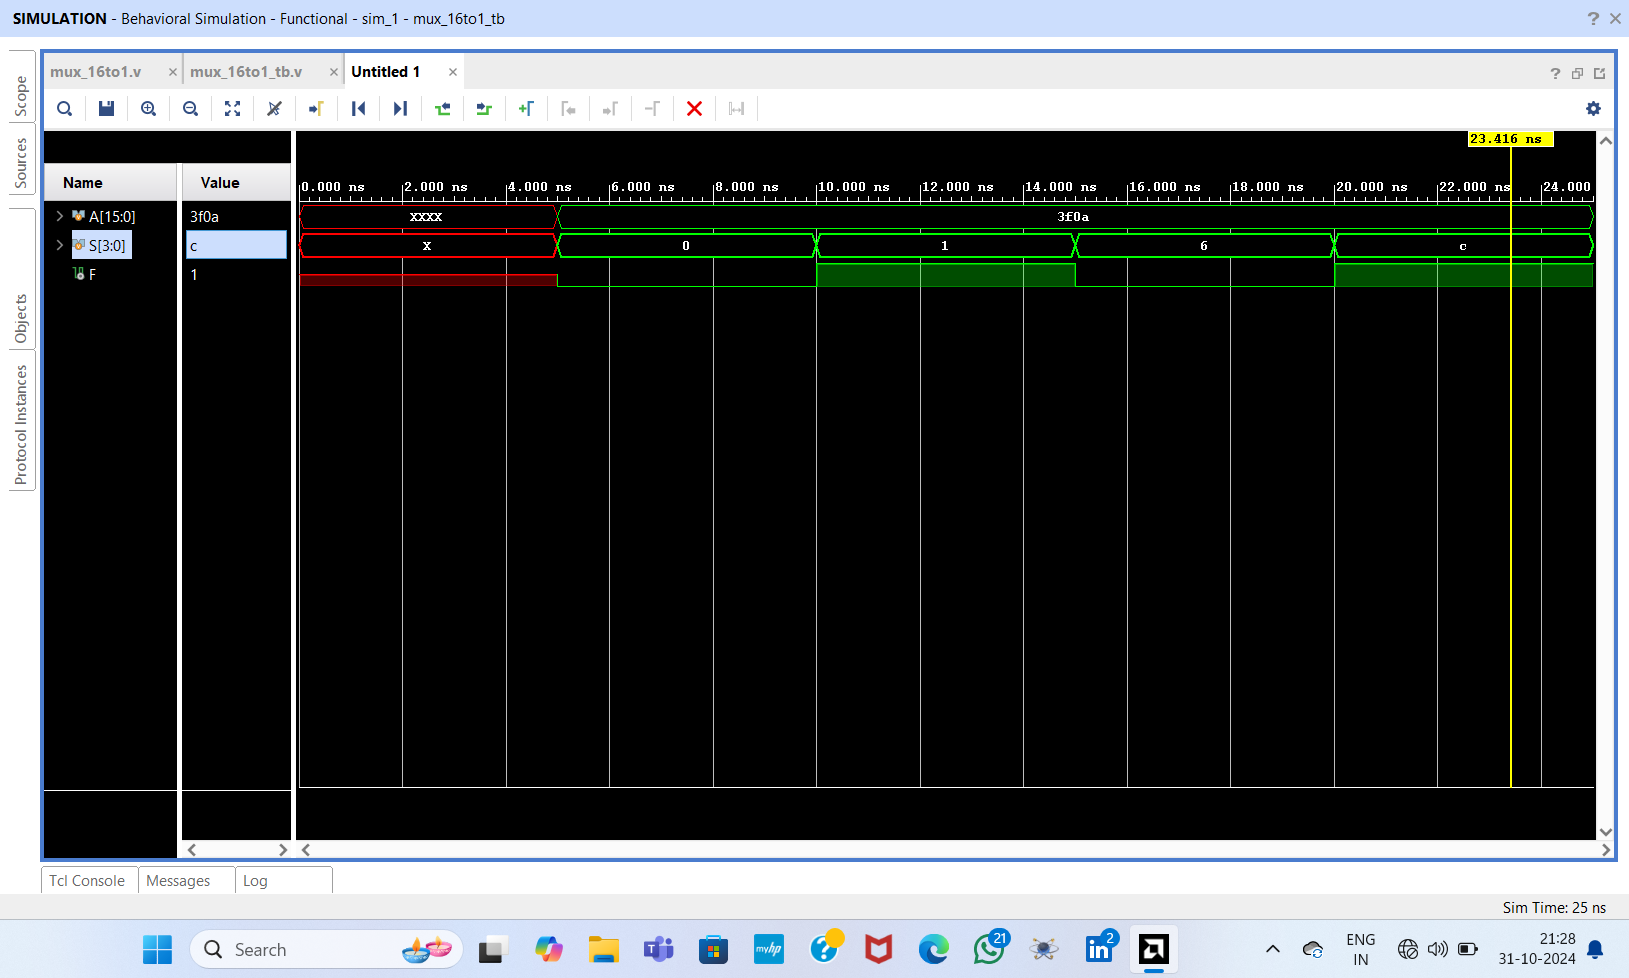 SIMULATION - Behavioral Simulation - Functional - sim_1 - mux_16to1_tb
Scope
Sources
Objects
Protocol Instances
mux_16to1.v
mux_16to1_tb.v
Untitled 1
23.416 ns
Name
Value
0.000 ns
2.000 ns
4.000 ns
6.000 ns
8.000 ns
10.000 ns
12.000 ns
14.000 ns
16.000 ns
18.000 ns
20.000 ns
22.000 ns
24.000
A[15:0]
3f0a
XXXX
3f0a
S[3:0]
c
X
0
1
6
c
F
1
Tcl Console
Messages
Log
Sim Time: 25 ns
Search
myhp
21
2
ENG
IN
21:28
31-10-2024